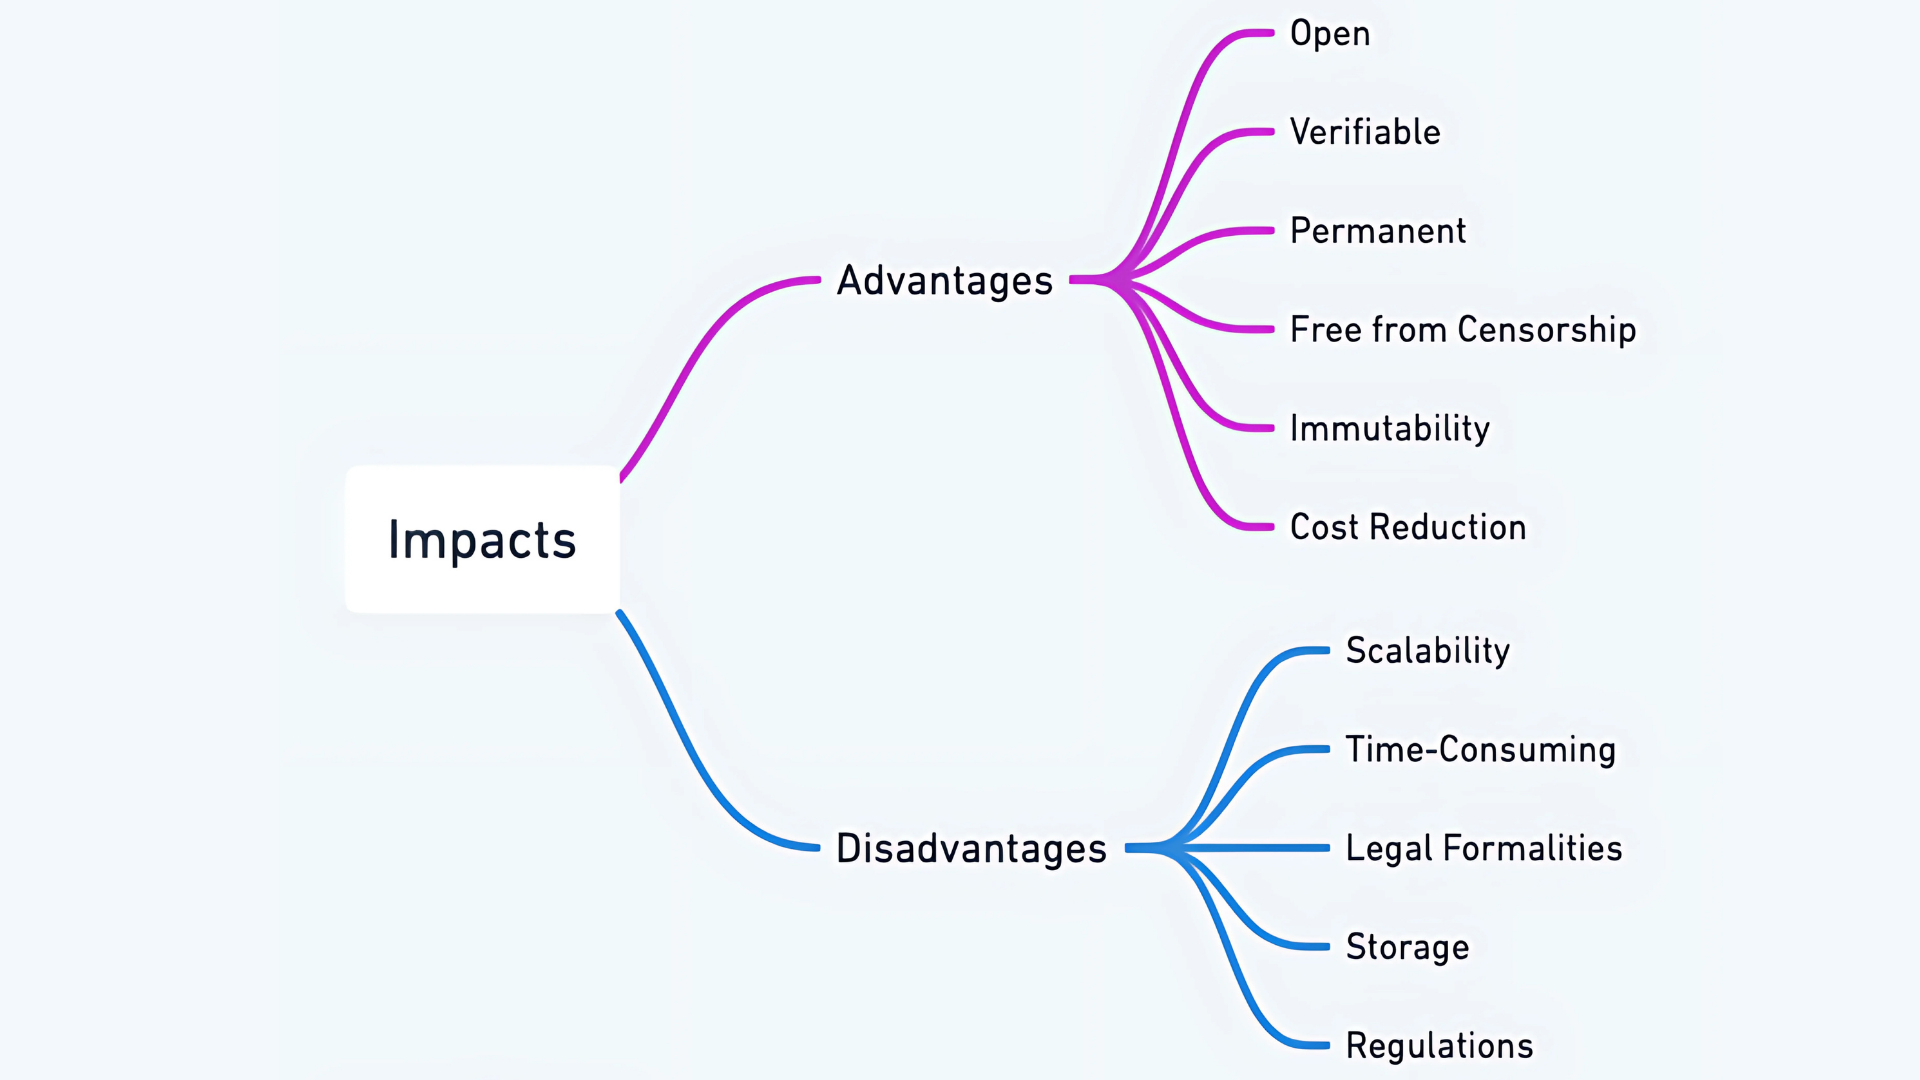 Impacts
Advantages
Open
Verifiable
Permanent
Free from Censorship
Immutability
Cost Reduction
Disadvantages
Scalability
Time-Consuming
Legal Formalities
Storage
Regulations